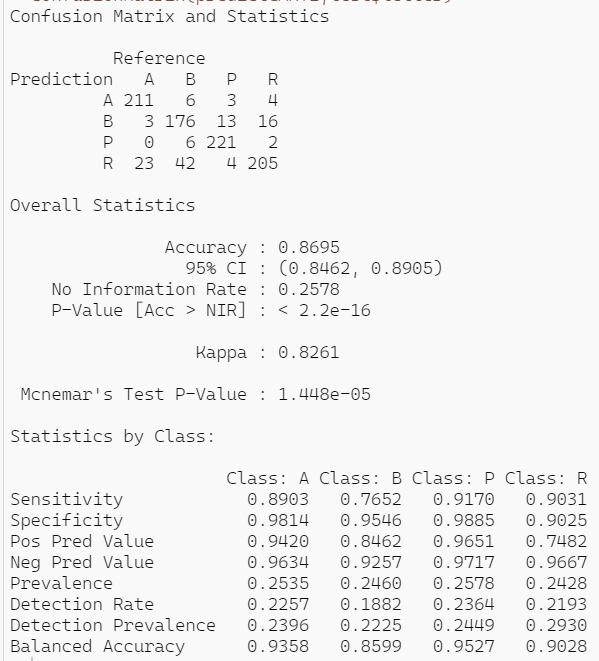 Confusion Matrix and Statistics
Reference
Prediction A B P R
A 211 6 3 4
B 3 176 13 16
P 0 6 221 2
R 23 42 4 205
Overall Statistics
Accuracy : 0.8695
95% CI : (0.8462, 0.8905)
No Information Rate : 0.2578
P-Value [Acc > NIR] : < 2.2e-16
Kappa : 0.8261
Mcnemar's Test P-Value : 1.448e-05
Statistics by Class:
Class: A Class: B Class: P Class: R
Sensitivity 0.8903 0.7652 0.9170 0.9031
Specificity 0.9814 0.9546 0.9885 0.9025
Pos Pred Value 0.9420 0.8462 0.9651 0.7482
Neg Pred Value 0.9634 0.9257 0.9717 0.9667
Prevalence 0.2535 0.2460 0.2578 0.2428
Detection Rate 0.2257 0.1882 0.2364 0.2193
Detection Prevalence 0.2396 0.2225 0.2449 0.2930
Balanced Accuracy 0.9358 0.8599 0.9527 0.9028